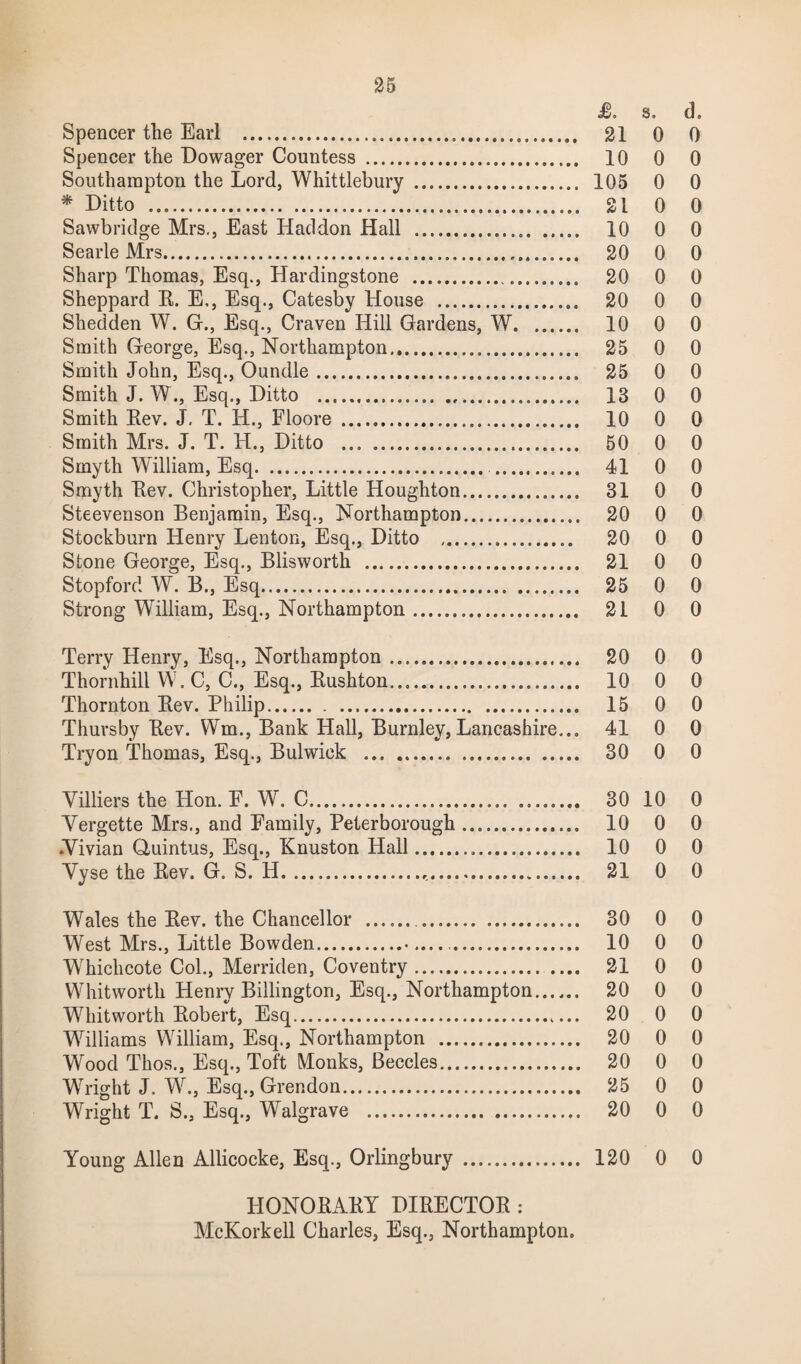 25
£. s. d.
Spencer the Earl ........ 21 0 0
Spencer the Dowager Countess ........ 10 0 0
Southampton the Lord, Whittlebury ........ 105 0 0
* Ditto ........ 21 0 0
Sawbridge Mrs., East Haddon Hall ........ 10 0 0
Searle Mrs. ........ 20 0 0
Sharp Thomas, Esq., Hardingstone ........ 20 0 0
Sheppard R. E., Esq., Catesby House ........ 20 0 0
Shedden W. G., Esq., Craven Hill Gardens, W. ........ 10 0 0
Smith George, Esq., Northampton ........ 25 0 0
Smith John, Esq., Oundle ........ 25 0 0
Smith J. W., Esq., Ditto ........ 13 0 0
Smith Rev. J. T. H., Floore ........ 10 0 0
Smith Mrs. J. T. H., Ditto ........ 50 0 0
Smyth William, Esq. ........ 41 0 0
Smyth Rev. Christopher, Little Houghton ........ 31 0 0
Steevenson Benjamin, Esq., Northampton ........ 20 0 0
Stockburn Henry Lenton, Esq., Ditto ........ 20 0 0
Stone George, Esq., Blisworth ........ 21 0 0
Stopford W. B., Esq. ........ 25 0 0
Strong William, Esq., Northampton ........ 21 0 0
Terry Henry, Esq., Northampton ........ 20 0 0
Thornhill W. C, C., Esq., Rushton ........ 10 0 0
Thornton Rev. Philip ........ 15 0 0
Thursby Rev. Wm., Bank Hall, Burnley, Lancashire... 41 0 0
Tryon Thomas, Esq., Bulwick ........ 30 0 0
Villiers the Hon. F. W. C. ........ 30 10 0
Vergette Mrs., and Family, Peterborough ........ 10 0 0
Vivian Quintus, Esq., Knuston Hall ........ 10 0 0
Vyse the Rev. G. S. H. ........ 21 0 0
Wales the Rev. the Chancellor ........ 30 0 0
West Mrs., Little Bowden ........ 10 0 0
Whichcote Col., Merriden, Coventry ........ 21 0 0
Whitworth Henry Billington, Esq., Northampton ........ 20 0 0
Whitworth Robert, Esq. ........ 20 0 0
Williams William, Esq., Northampton ........ 20 0 0
Wood Thos., Esq., Toft Monks, Beccles ........ 20 0 0
Wright J. W., Esq., Grendon ........ 25 0 0
Wright T. S., Esq., Walgrave ........ 20 0 0
Young Allen Allicocke, Esq., Orlingbury ........ 120 0 0
HONORARY DIRECTOR:
McKorkell Charles, Esq., Northampton.